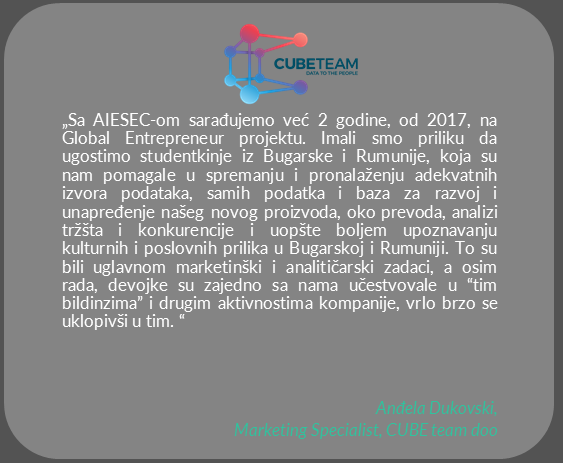 CUBETEAM
DATA TO THE PEOPLE
„Sa AIESEC-om sarađujemo već 2 godine, od 2017, na
Global Entrepreneur projektu. Imali smo priliku da
ugostimo studentkinje iz Bugarske i Rumunije, koja su
nam pomagale u spremanju i pronalaženju adekvatnih
izvora podataka, samih podatka i baza za razvoj i
unapređenje našeg novog proizvoda, oko prevoda, analizi
tržšta i konkurencije i uopšte boljem upoznavanju
kulturnih i poslovnih prilika u Bugarskoj i Rumuniji. To su
bili uglavnom marketinški i analitičarski zadaci, a osim
rada, devojke su zajedno sa nama učestvovale u “tim
bildinzima” i drugim aktivnostima kompanije, vrlo brzo se
uklopivši u tim. “
Anđela Dukovski,
Marketing Specialist, CUBE team doo